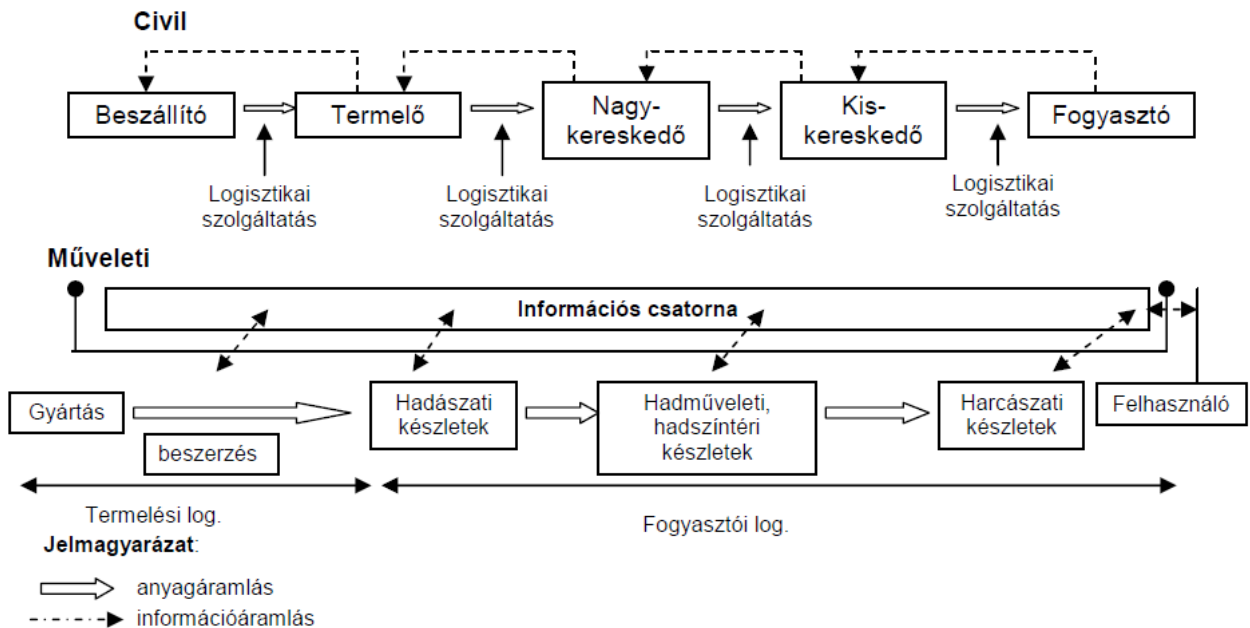 Civil
Beszállító
Termelő
Nagy-
kereskedő
Kis-
kereskedő
Fogyasztó
Logisztikai
szolgáltatás
Logisztikai
szolgáltatás
Logisztikai
szolgáltatás
Logisztikai
szolgáltatás
Műveleti
Információs csatorna
Gyártás
beszerzés
Hadászati
készletek
Hadműveleti,
hadszíntéri
készletek
Harcászati
készletek
Felhasználó
Termelési log.
Fogyasztói log.
Jelmagyarázat:
anyagáramlás
információáramlás